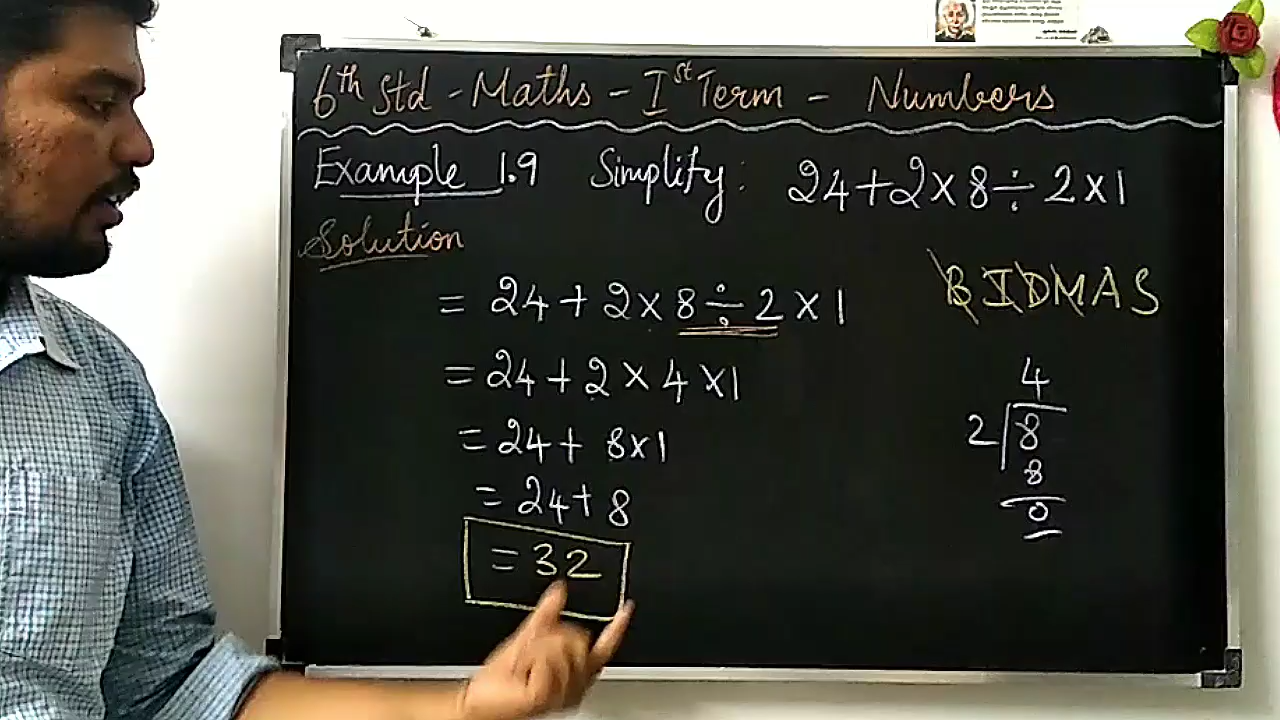 6th Std - Maths - Ist Term - Numbers
Example 1.9 Simplify: 24+2×8÷2×1
Solution
= 24+2×8÷2×1
BIDMAS
= 24+2×4×1
= 24+8×1
= 24+8
= 32
4
2 8
8
0